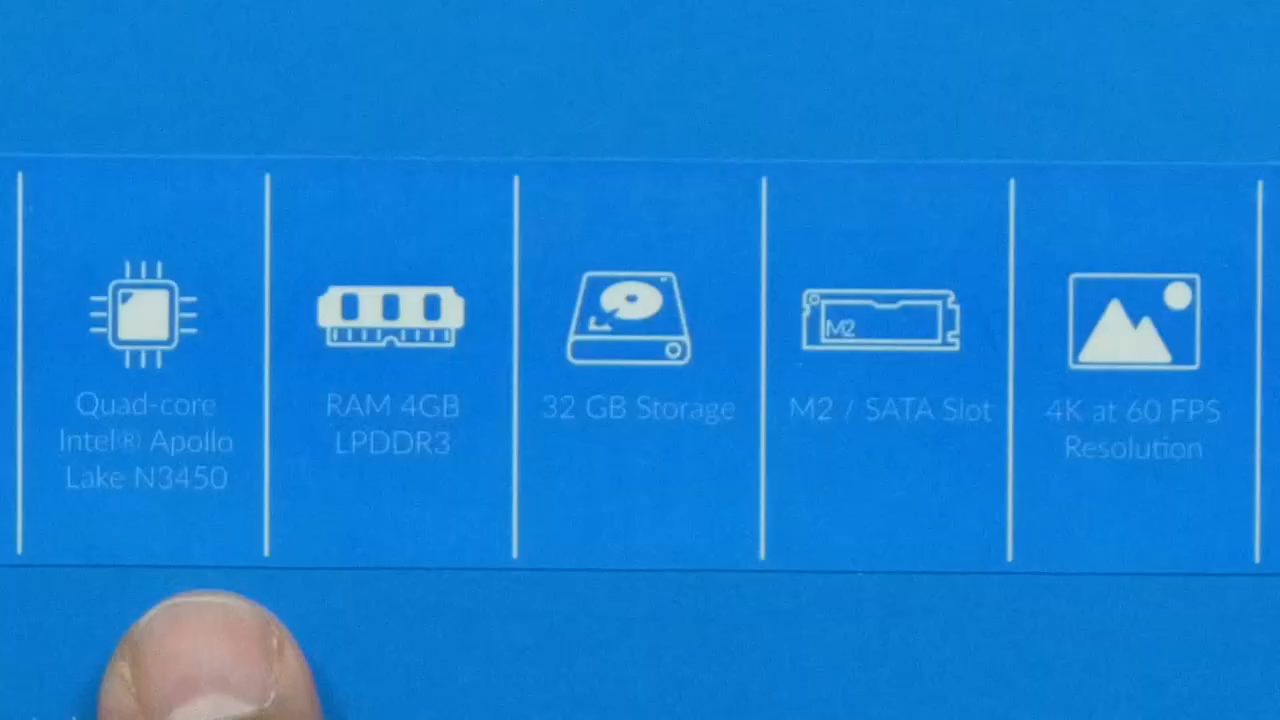 Quad-core
Intel® Apollo
Lake N3450
RAM 4GB
LPDDR3
32 GB Storage
M2
M2 / SATA Slot
4K at 60 FPS
Resolution